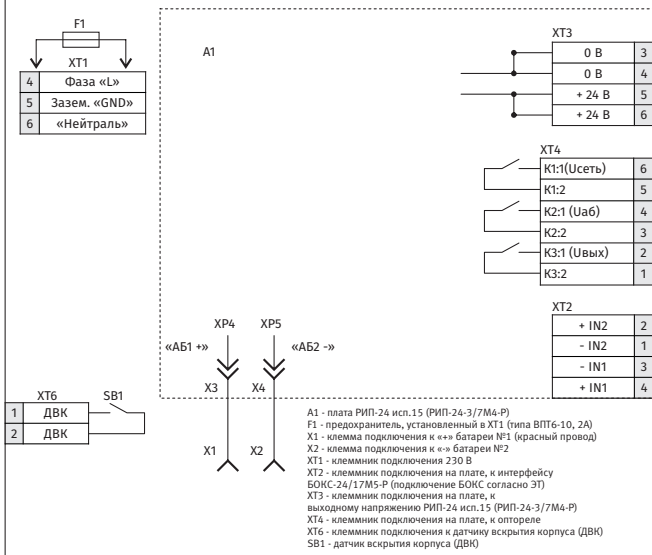 F1
XT1
4 Фаза «L»
5 Зазем. «GND»
6 «Нейтраль»
A1
XT3
0 В 3
0 В 4
+ 24 В 5
+ 24 В 6
XT4
K1:1(Uсеть) 6
K1:2 5
K2:1 (Uаб) 4
K2:2 3
K3:1 (Uвых) 2
K3:2 1
XT2
+ IN2 2
- IN2 1
- IN1 3
+ IN1 4
XP4 XP5
«АБ1 +» «АБ2 -»
X3 X4
X1 X2
XT6 SB1
1 ДВК
2 ДВК
А1 - плата РИП-24 исп.15 (РИП-24-3/7М4-Р)
F1 - предохранитель, установленный в XT1 (типа ВПТ6-10, 2А)
X1 - клемма подключения к «+» батареи №1 (красный провод)
X2 - клемма подключения к «-» батареи №2
XT1 - клеммник подключения 230 В
XT2 - клеммник подключения на плате, к интерфейсу
БОКС-24/17М5-Р (подключение БОКС согласно ЭТ)
XT3 - клеммник подключения на плате, к
выходному напряжению РИП-24 исп.15 (РИП-24-3/7М4-Р)
XT4 - клеммник подключения на плате, к оптореле
XT6 - клеммник подключения к датчику вскрытия корпуса (ДВК)
SB1 - датчик вскрытия корпуса (ДВК)